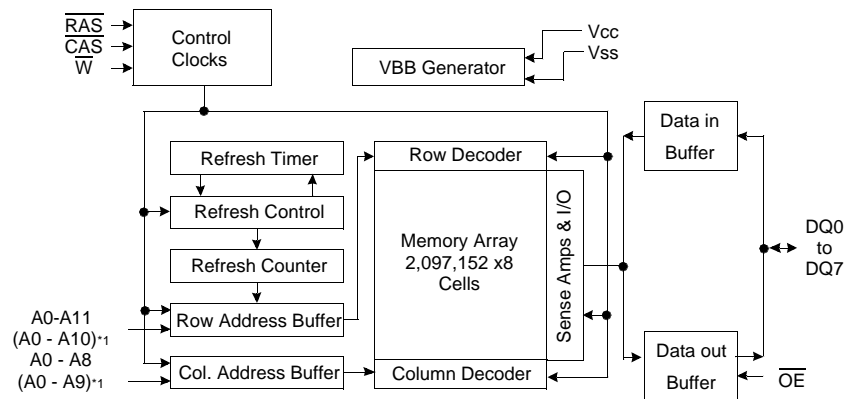 RAS
CAS
W
Control
Clocks
VBB Generator
Vcc
Vss
Data in
Buffer
Refresh Timer
Row Decoder
Refresh Control
Refresh Counter
Memory Array
2,097,152 x8
Cells
Sense Amps & I/O
DQ0
to
DQ7
A0-A11
(A0 - A10)*1
A0 - A8
(A0 - A9)*1
Row Address Buffer
Col. Address Buffer
Column Decoder
Data out
Buffer
OE